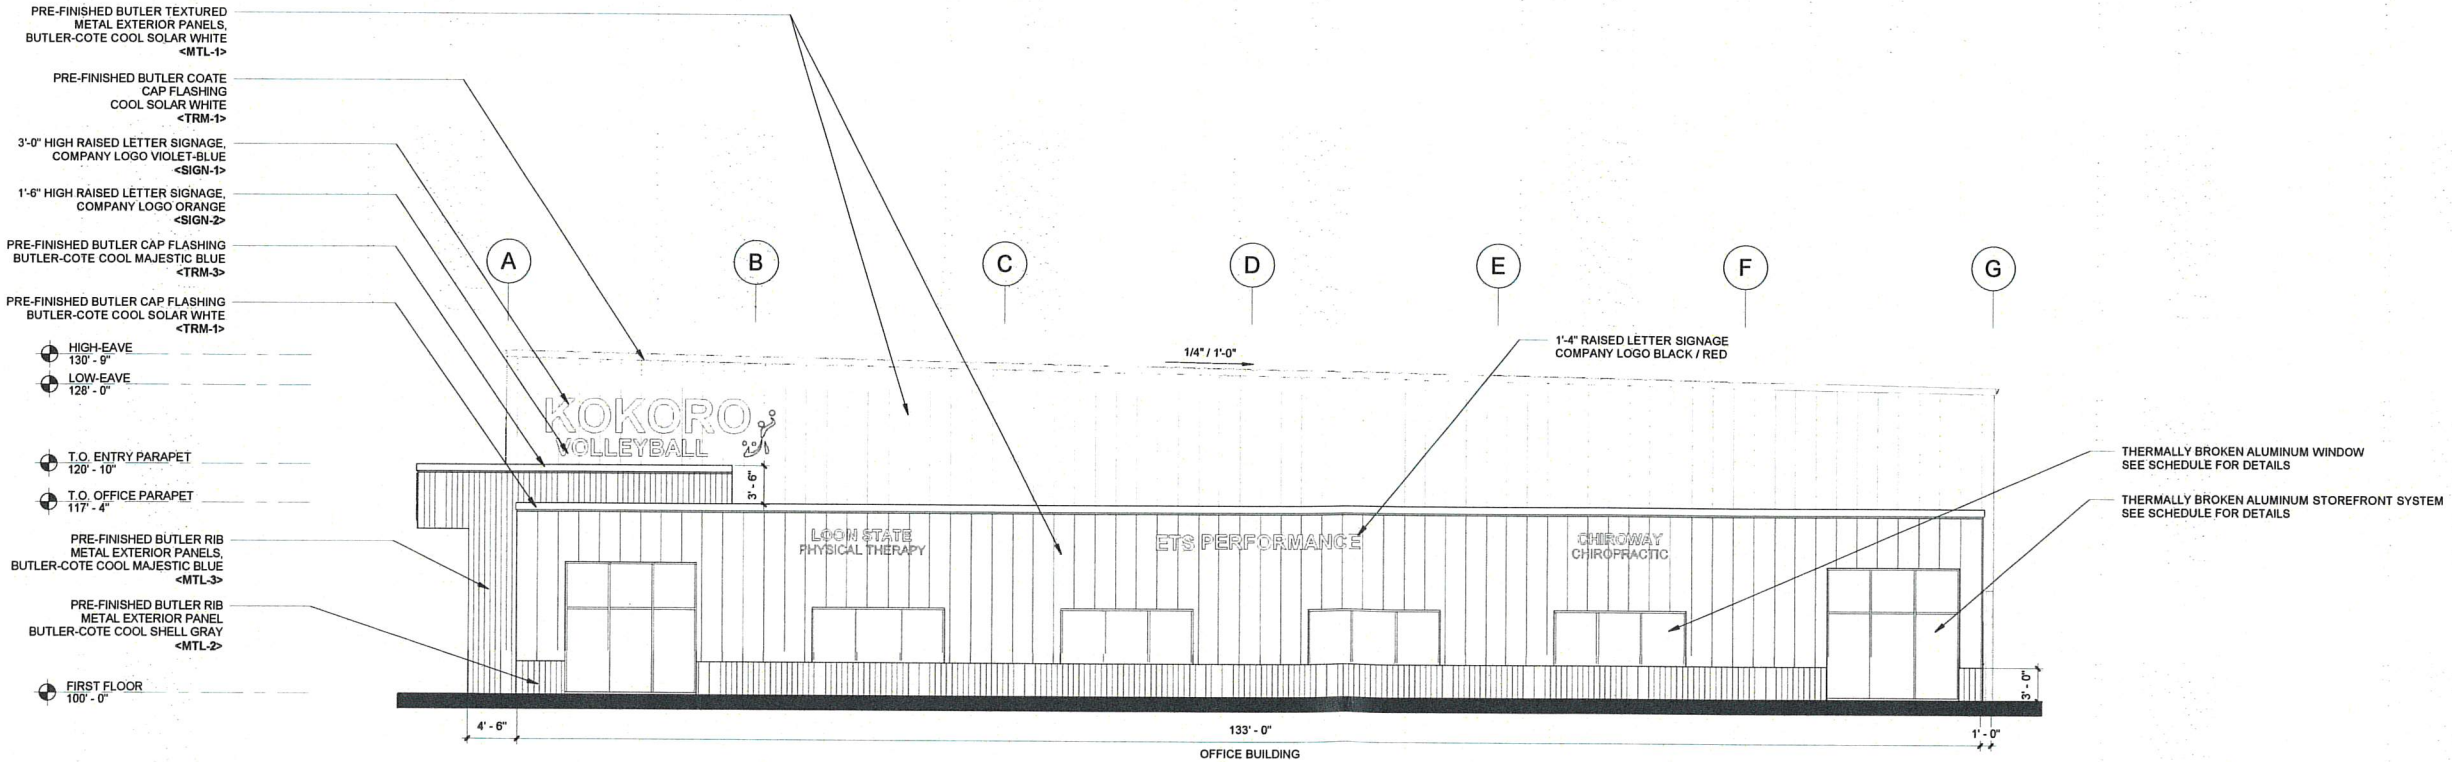 PRE-FINISHED BUTLER TEXTURED
METAL EXTERIOR PANELS,
BUTLER-COTE COOL SOLAR WHITE
<MTL-1>
PRE-FINISHED BUTLER COATE
CAP FLASHING
COOL SOLAR WHITE
<TRM-1>
3'-0" HIGH RAISED LETTER SIGNAGE,
COMPANY LOGO VIOLET-BLUE
<SIGN-1>
1'-6" HIGH RAISED LETTER SIGNAGE,
COMPANY LOGO ORANGE
<SIGN-2>
PRE-FINISHED BUTLER CAP FLASHING
BUTLER-COTE COOL MAJESTIC BLUE
<TRM-3>
PRE-FINISHED BUTLER CAP FLASHING
BUTLER-COTE COOL SOLAR WHTE
<TRM-1>
HIGH-EAVE
130' - 9"
LOW-EAVE
128' - 0"
T.O. ENTRY PARAPET
120' - 10"
T.O. OFFICE PARAPET
117' - 4"
PRE-FINISHED BUTLER RIB
METAL EXTERIOR PANELS,
BUTLER-COTE COOL MAJESTIC BLUE
<MTL-3>
PRE-FINISHED BUTLER RIB
METAL EXTERIOR PANEL
BUTLER-COTE COOL SHELL GRAY
<MTL-2>
FIRST FLOOR
100' - 0"
A B C D E F G
1/4" / 1'-0"
1'-4" RAISED LETTER SIGNAGE
COMPANY LOGO BLACK / RED
KOKORO
VOLLEYBALL
3' - 6"
LOON STATE
PHYSICAL THERAPY
ETS PERFORMANCE
CHIROWAY
CHIROPRACTIC
THERMALLY BROKEN ALUMINUM WINDOW
SEE SCHEDULE FOR DETAILS
THERMALLY BROKEN ALUMINUM STOREFRONT SYSTEM
SEE SCHEDULE FOR DETAILS
3' - 0"
4' - 6"
133' - 0"
1' - 0"
OFFICE BUILDING